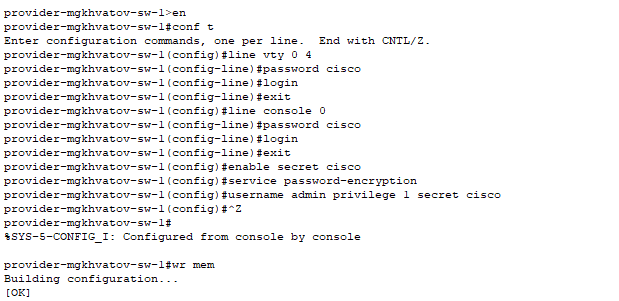 provider-mgkhvatov-sw-1>en
provider-mgkhvatov-sw-1#conf t
Enter configuration commands, one per line.  End with CNTL/Z.
provider-mgkhvatov-sw-1(config)#line vty 0 4
provider-mgkhvatov-sw-1(config-line)#password cisco
provider-mgkhvatov-sw-1(config-line)#login
provider-mgkhvatov-sw-1(config-line)#exit
provider-mgkhvatov-sw-1(config)#line console 0
provider-mgkhvatov-sw-1(config-line)#password cisco
provider-mgkhvatov-sw-1(config-line)#login
provider-mgkhvatov-sw-1(config-line)#exit
provider-mgkhvatov-sw-1(config)#enable secret cisco
provider-mgkhvatov-sw-1(config)#service password-encryption
provider-mgkhvatov-sw-1(config)#username admin privilege 1 secret cisco
provider-mgkhvatov-sw-1(config)#^Z
provider-mgkhvatov-sw-1#
%SYS-5-CONFIG_I: Configured from console by console
provider-mgkhvatov-sw-1#wr mem
Building configuration...
[OK]